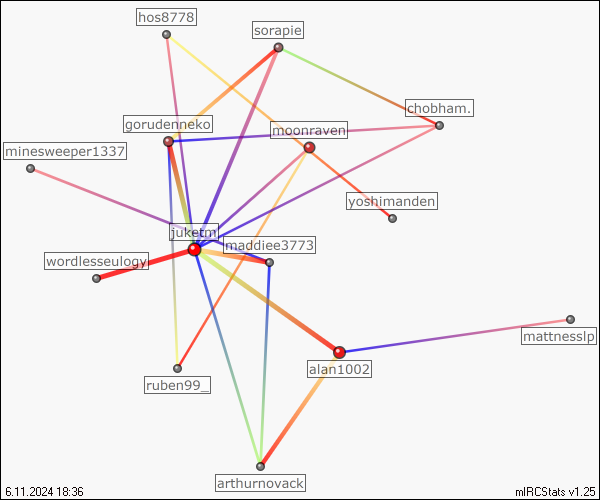 hos8778
sorapie
chobham.
gorudenneko
moonraven
minesweeper1337
yoshimanden
juketm
maddiee3773
wordlesseulogy
mattnesslp
alan1002
ruben99_
arthurnovack
6.11.2024 18:36
mIRCStats v1.25